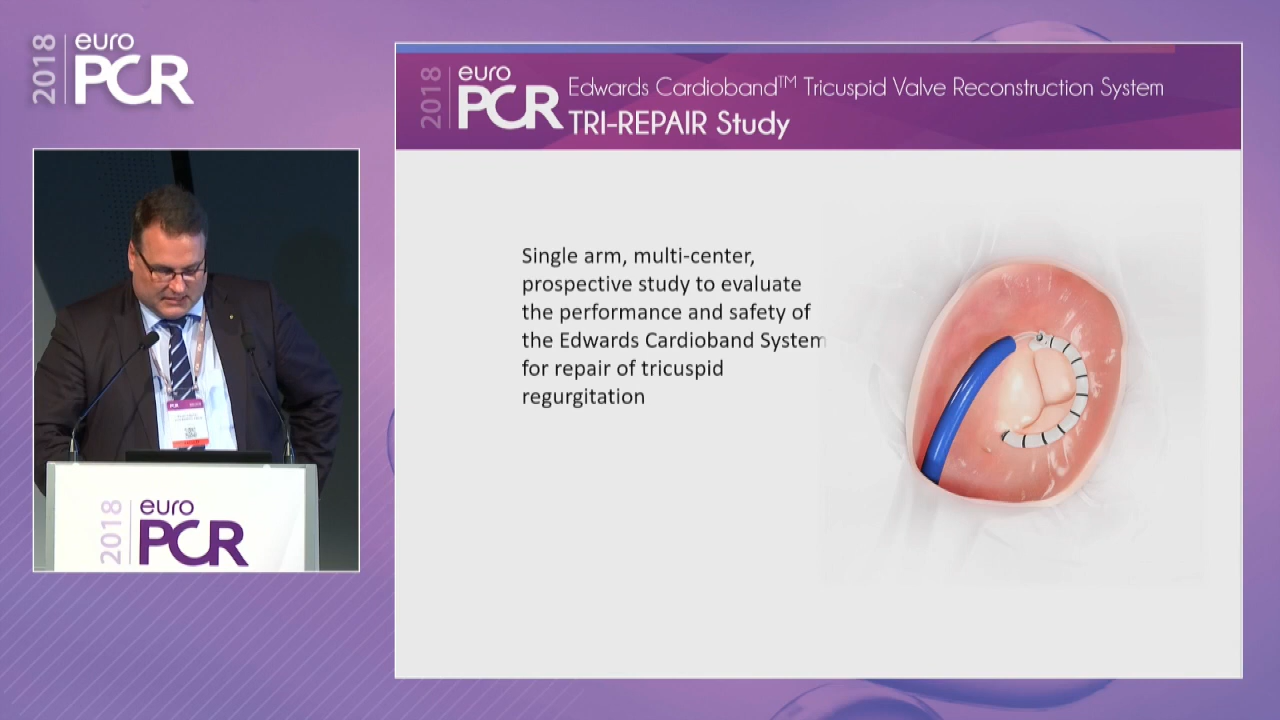 2018
euro
PCR
2018
euro
PCR
Edwards Cardioband™ Tricuspid Valve Reconstruction System
TRI-REPAIR Study
Single arm, multi-center,
prospective study to evaluate
the performance and safety of
the Edwards Cardioband System
for repair of tricuspid
regurgitation
2018
euro
PCR